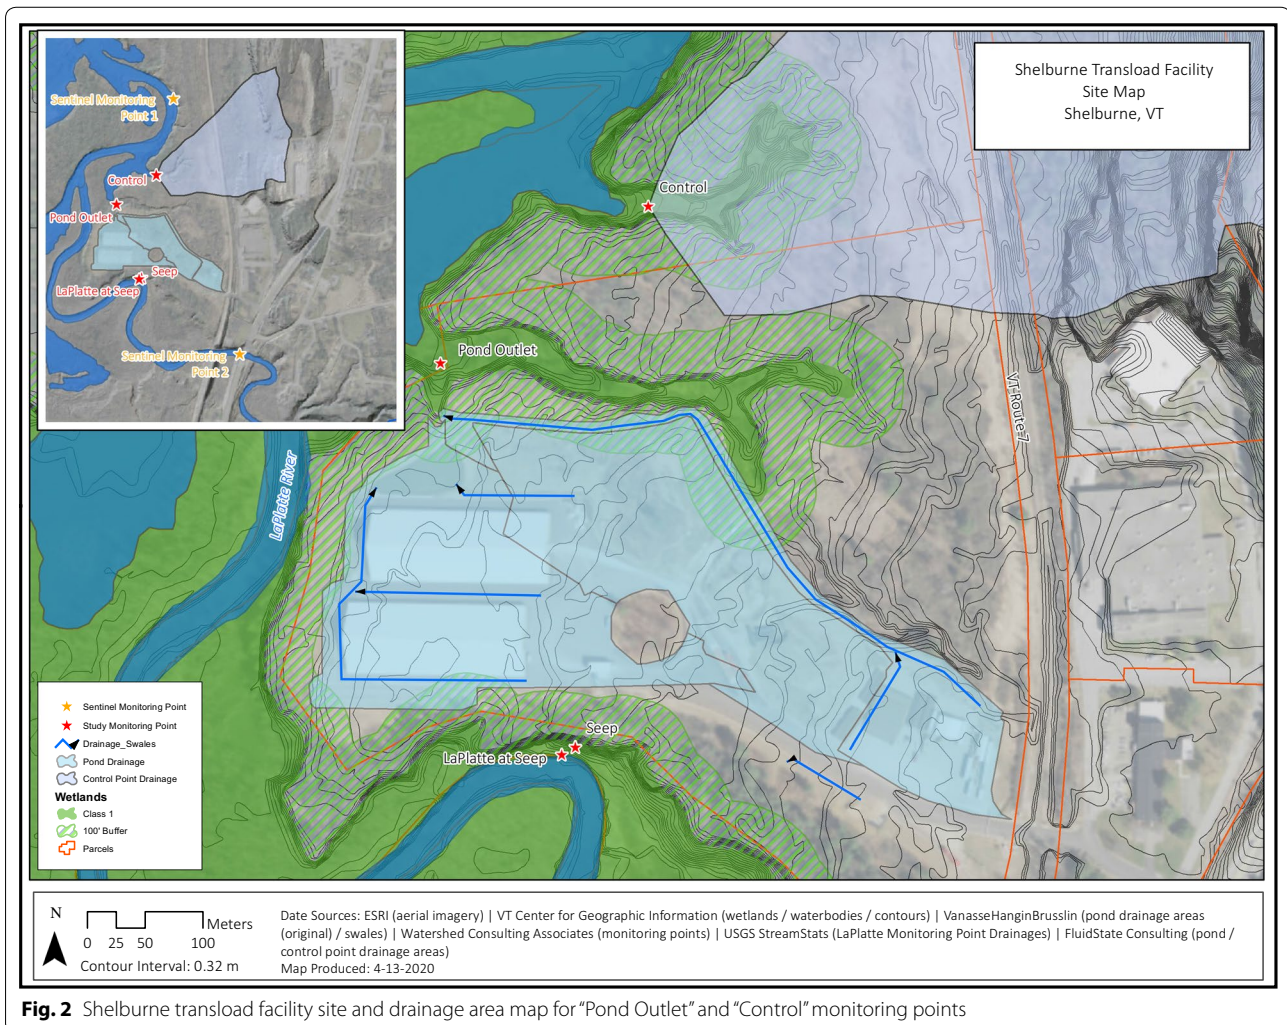 Sentinel Monitoring
Point 1
Control
Pond Outlet
Seep
LaPlatte at Seep
Sentinel Monitoring
Point 2
Shelburne Transload Facility
Site Map
Shelburne, VT
Control
Pond Outlet
VT Route 7
LaPlatte River
Seep
LaPlatte at Seep
Sentinel Monitoring Point
Study Monitoring Point
Drainage_Swales
Pond Drainage
Control Point Drainage
Wetlands
Class 1
100' Buffer
Parcels
N
Meters
0 25 50 100
Contour Interval: 0.32 m
Date Sources: ESRI (aerial imagery) | VT Center for Geographic Information (wetlands / waterbodies / contours) | VanasseHanginBrusslin (pond drainage areas
(original) / swales) | Watershed Consulting Associates (monitoring points) | USGS StreamStats (LaPlatte Monitoring Point Drainages) | FluidState Consulting (pond /
control point drainage areas)
Map Produced: 4-13-2020
Fig. 2 Shelburne transload facility site and drainage area map for “Pond Outlet” and “Control” monitoring points